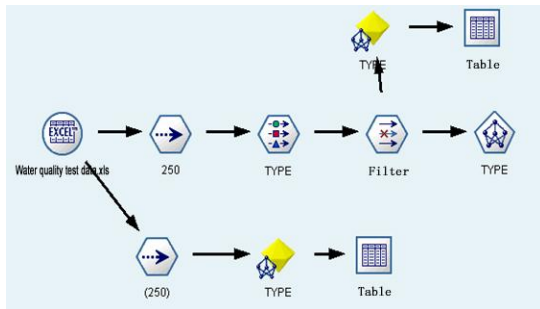 TYPE
Table
EXCEL
Water quality test data.xls
250
TYPE
Filter
TYPE
(250)
TYPE
Table